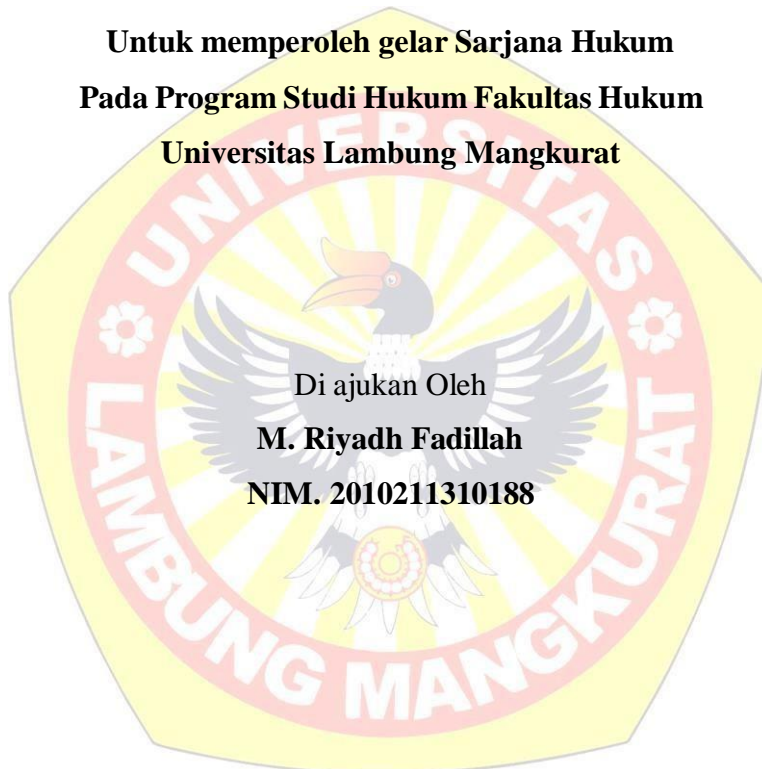 Untuk memperoleh gelar Sarjana Hukum
Pada Program Studi Hukum Fakultas Hukum
Universitas Lambung Mangkurat
UNIVERSITAS
Di ajukan Oleh
M. Riyadh Fadillah
NIM. 2010211310188
LAMBUNG MANGKURAT